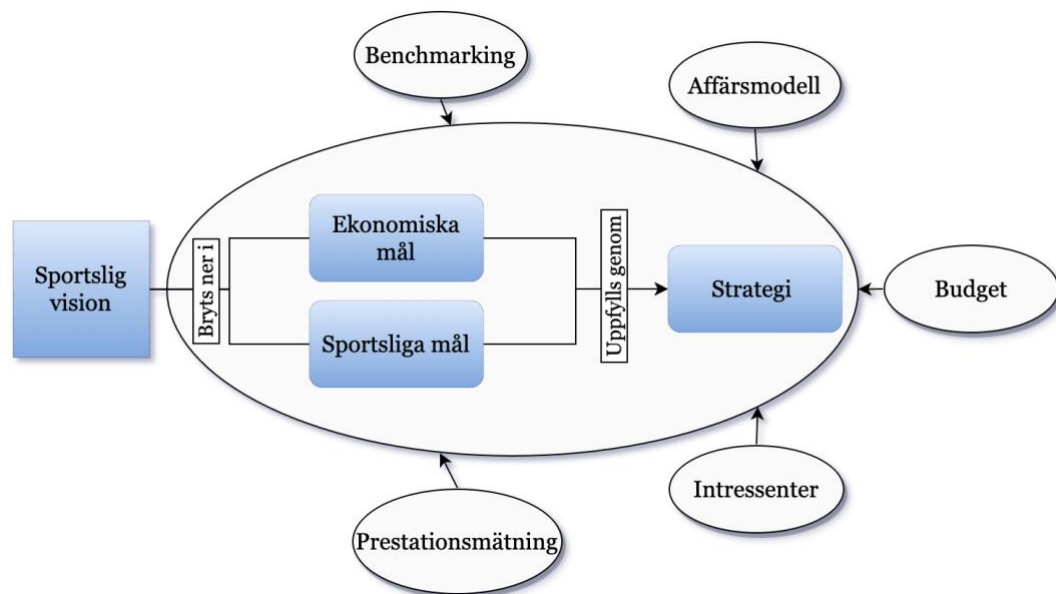 Benchmarking
Affärsmodell
Sportslig
vision
Bryts ner i
Ekonomiska
mål
Sportsliga mål
Uppfylls genom
Strategi
Budget
Intressenter
Prestationsmätning